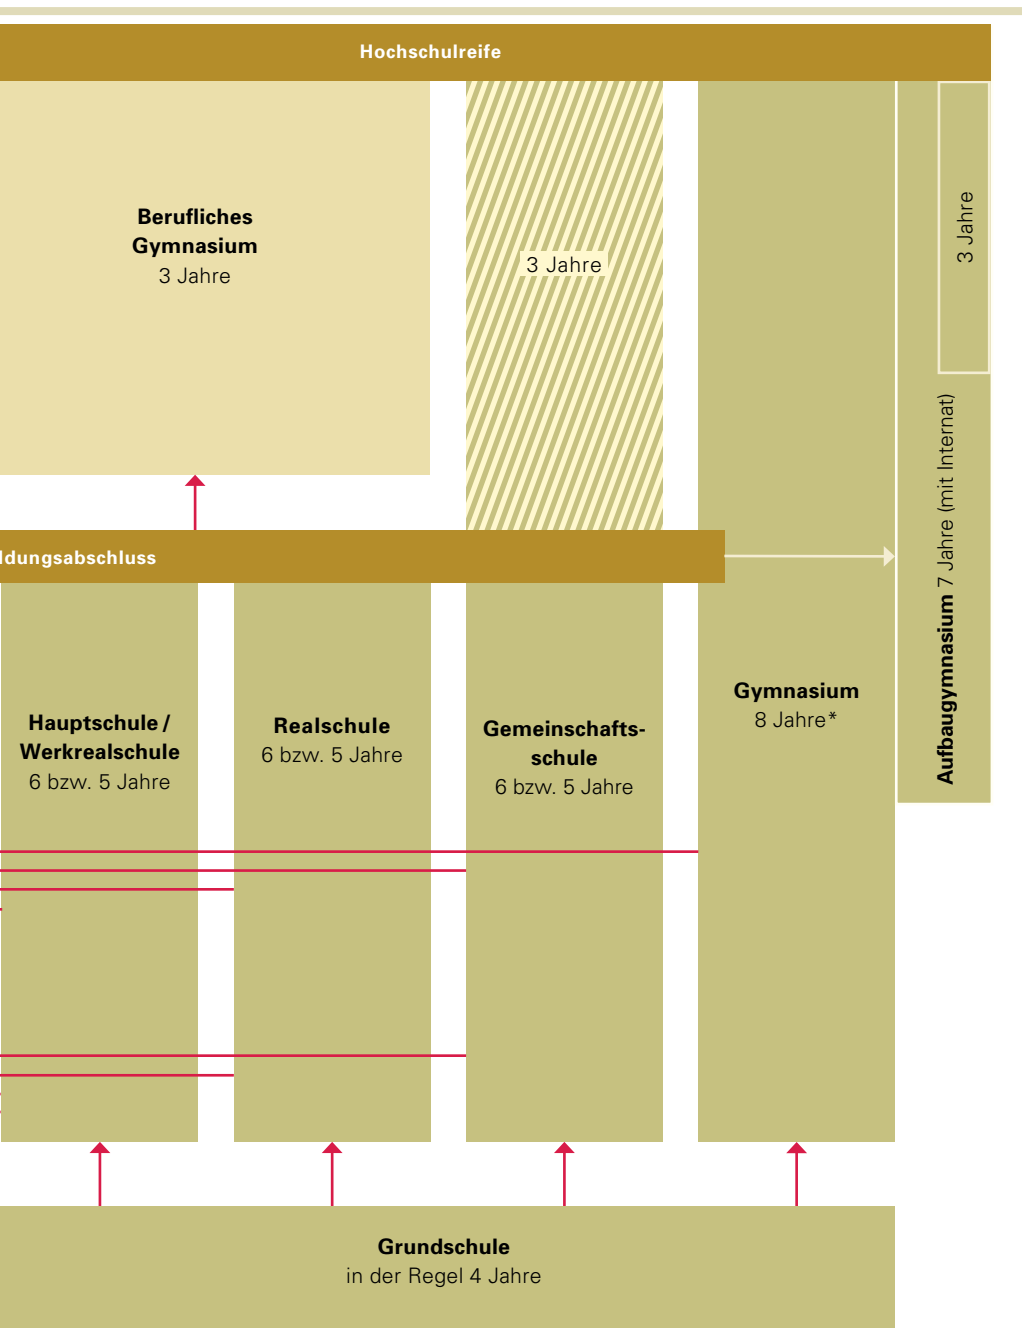 Hochschulreife
Berufliches
Gymnasium
3 Jahre
3 Jahre
3 Jahre
ldungsabschluss
Hauptschule /
Werkrealschule
6 bzw. 5 Jahre
Realschule
6 bzw. 5 Jahre
Gemeinschafts-
schule
6 bzw. 5 Jahre
Gymnasium
8 Jahre*
Aufbaugymnasium 7 Jahre (mit Internat)
Grundschule
in der Regel 4 Jahre